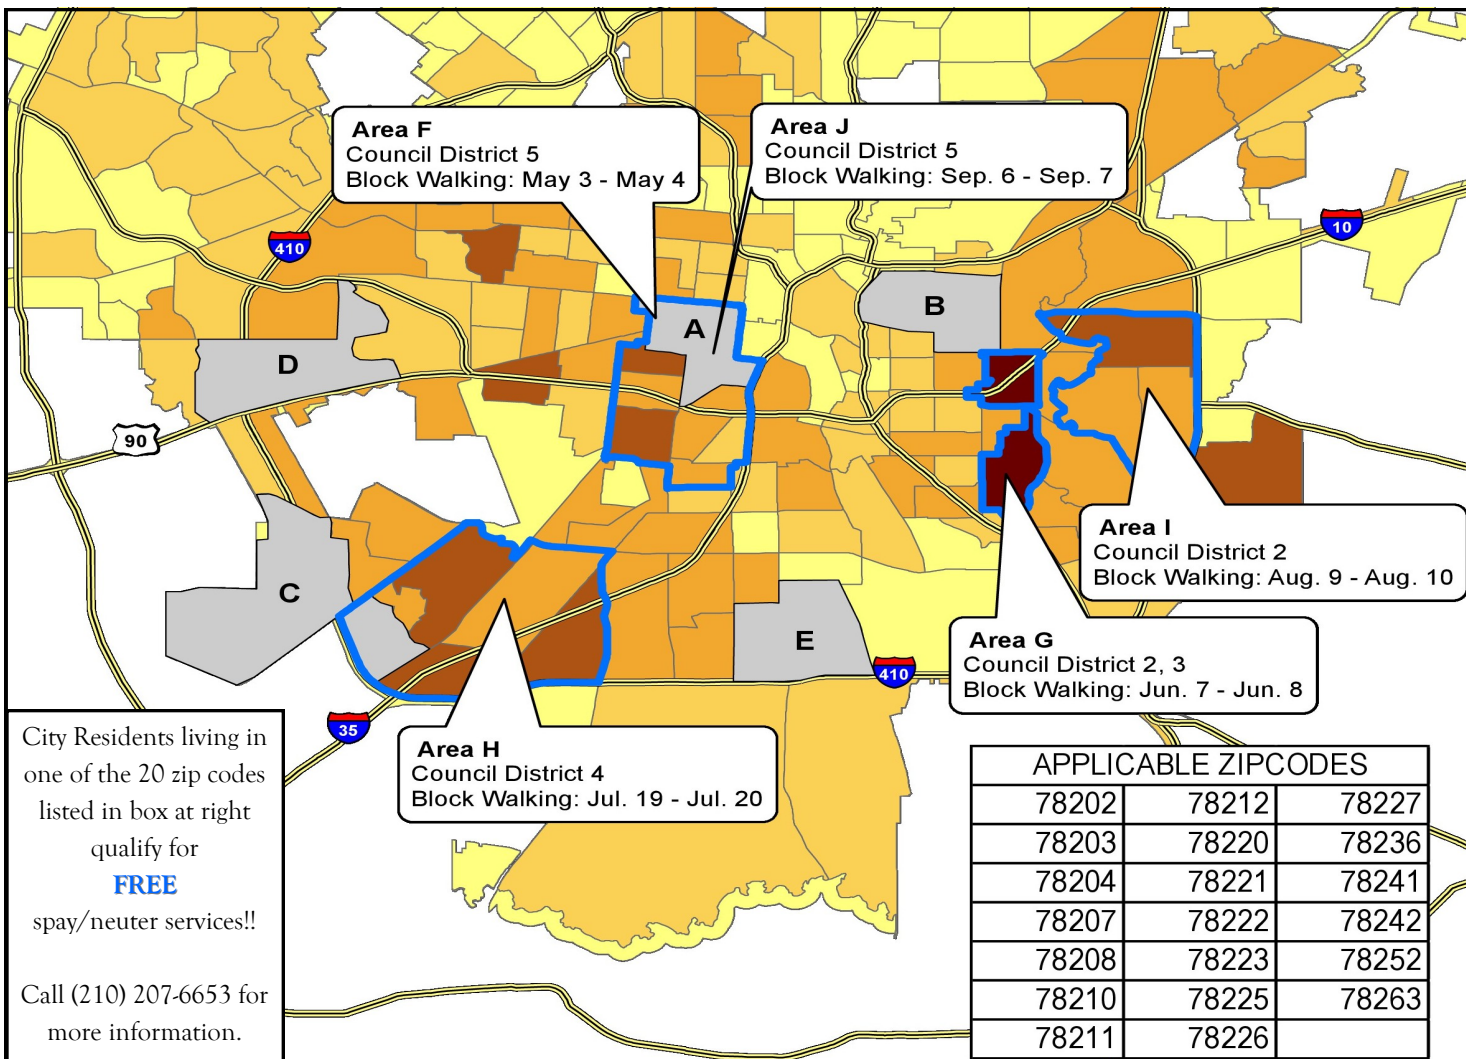 Area F
Council District 5
Block Walking: May 3 - May 4
Area J
Council District 5
Block Walking: Sep. 6 - Sep. 7
10
410
A
B
D
90
C
E
410
35
Area I
Council District 2
Block Walking: Aug. 9 - Aug. 10
Area G
Council District 2, 3
Block Walking: Jun. 7 - Jun. 8
Area H
Council District 4
Block Walking: Jul. 19 - Jul. 20
City Residents living in
one of the 20 zip codes
listed in box at right
qualify for
FREE
spay/neuter services!!
Call (210) 207-6653 for
more information.
APPLICABLE ZIPCODES
78202 78212 78227
78203 78220 78236
78204 78221 78241
78207 78222 78242
78208 78223 78252
78210 78225 78263
78211 78226